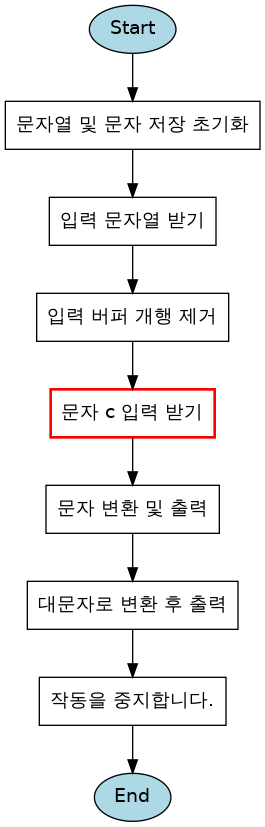 Start
문자열 및 문자 저장 초기화
입력 문자열 받기
입력 버퍼 개행 제거
문자 c 입력 받기
문자 변환 및 출력
대문자로 변환 후 출력
작동을 중지합니다.
End